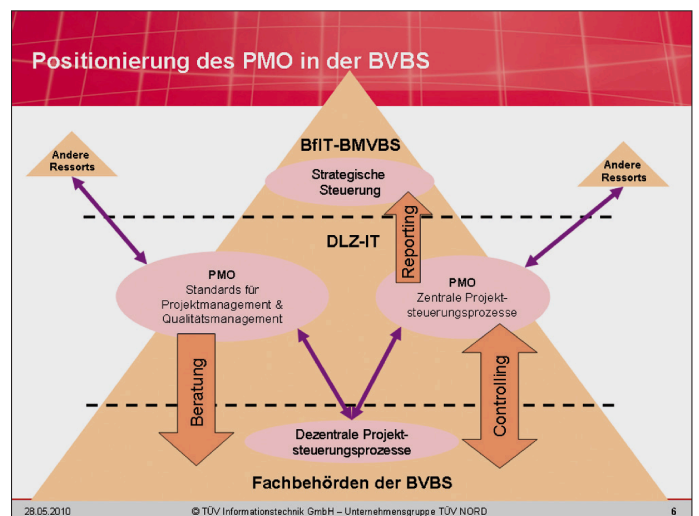 Positionierung des PMO in der BVBS
BfIT-BMVBS
Andere
Ressorts
Strategische
Steuerung
Andere
Ressorts
Reporting
DLZ-IT
PMO
Standards für
Projektmanagement &
Qualitätsmanagement
PMO
Zentrale Projekt-
steuerungsprozesse
Beratung
Controlling
Dezentrale Projekt-
steuerungsprozesse
Fachbehörden der BVBS
28.05.2010
© TÜV Informationstechnik GmbH – Unternehmensgruppe TÜV NORD
6